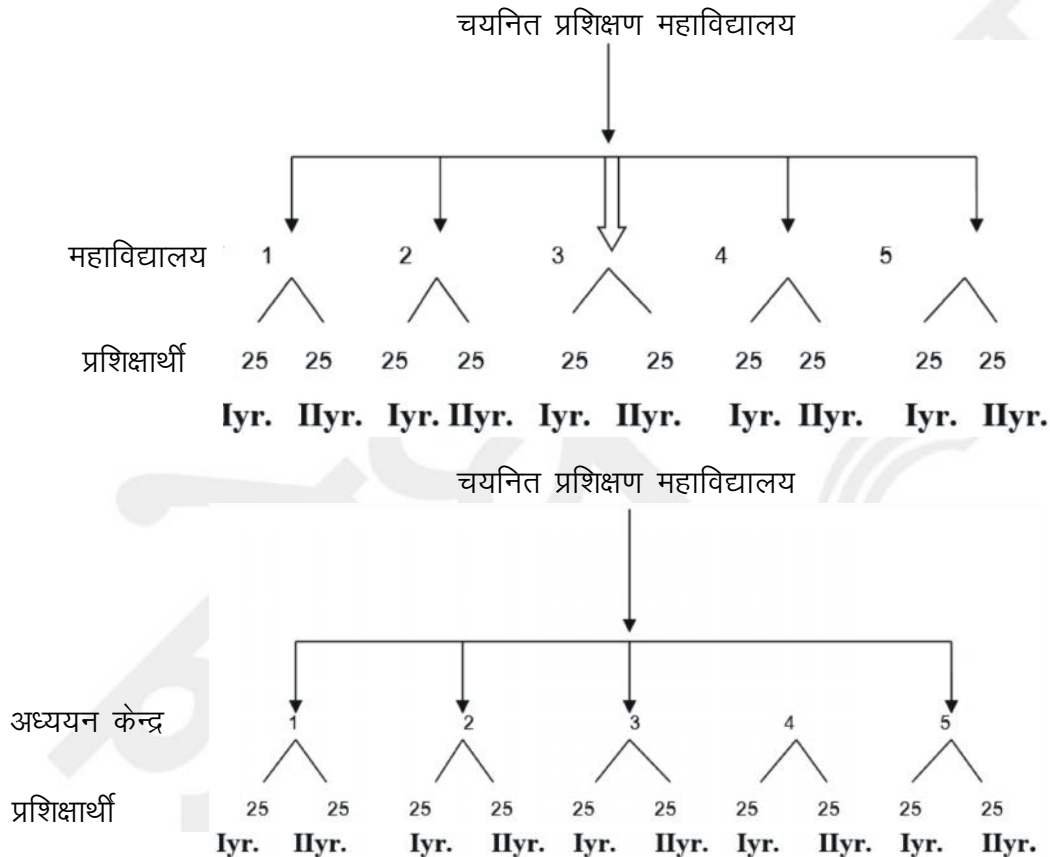 चयनित प्रशिक्षण महाविद्यालय
महाविद्यालय 1 2 3 4 5
प्रशिक्षार्थी 25 25 25 25 25 25 25 25 25 25
Iyr. IIyr. Iyr. IIyr. Iyr. IIyr. Iyr. IIyr. Iyr. IIyr.
चयनित प्रशिक्षण महाविद्यालय
अध्ययन केन्द्र 1 2 3 4 5
प्रशिक्षार्थी 25 25 25 25 25 25 25 25 25 25
Iyr. IIyr. Iyr. IIyr. Iyr. IIyr. Iyr. IIyr. Iyr. IIyr.